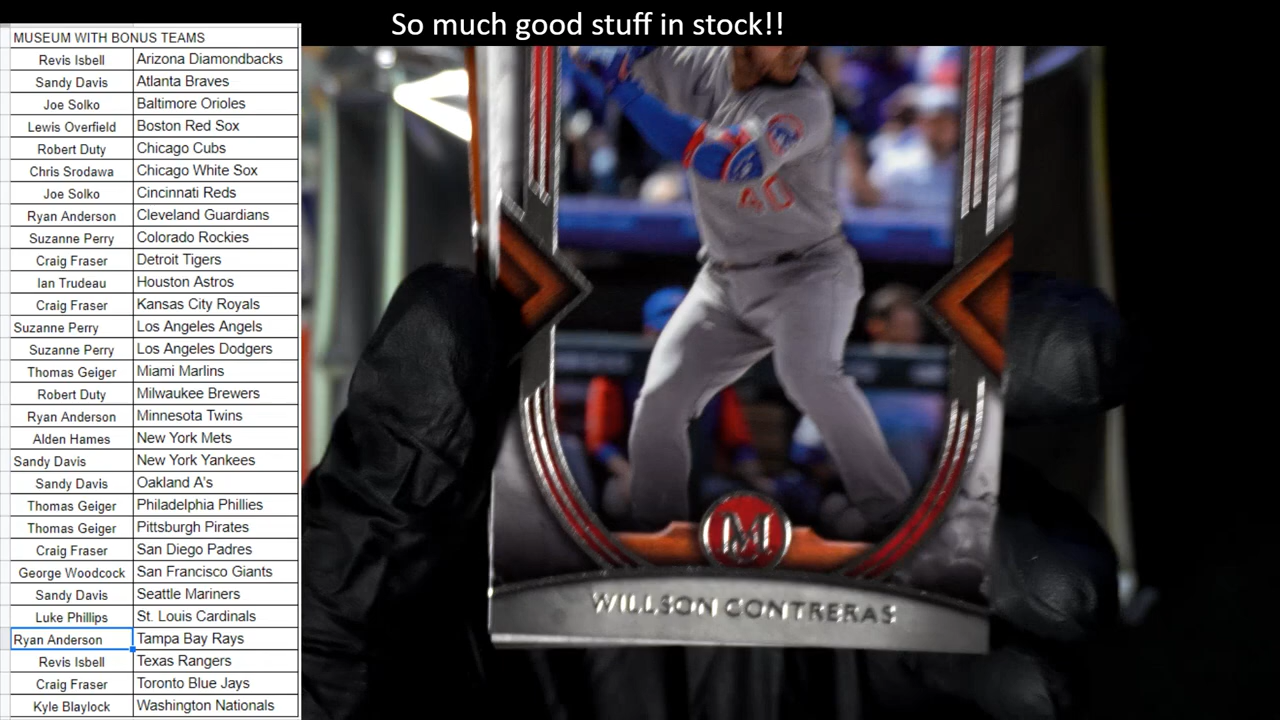 So much good stuff in stock!!
MUSEUM WITH BONUS TEAMS
Revis Isbell Arizona Diamondbacks
Sandy Davis Atlanta Braves
Joe Solko Baltimore Orioles
Lewis Overfield Boston Red Sox
Robert Duty Chicago Cubs
Chris Srodawa Chicago White Sox
Joe Solko Cincinnati Reds
Ryan Anderson Cleveland Guardians
Suzanne Perry Colorado Rockies
Craig Fraser Detroit Tigers
Ian Trudeau Houston Astros
Craig Fraser Kansas City Royals
Suzanne Perry Los Angeles Angels
Suzanne Perry Los Angeles Dodgers
Thomas Geiger Miami Marlins
Robert Duty Milwaukee Brewers
Ryan Anderson Minnesota Twins
Alden Hames New York Mets
Sandy Davis New York Yankees
Sandy Davis Oakland A's
Thomas Geiger Philadelphia Phillies
Thomas Geiger Pittsburgh Pirates
Craig Fraser San Diego Padres
George Woodcock San Francisco Giants
Sandy Davis Seattle Mariners
Luke Phillips St. Louis Cardinals
Ryan Anderson Tampa Bay Rays
Revis Isbell Texas Rangers
Craig Fraser Toronto Blue Jays
Kyle Blaylock Washington Nationals
40
M
WILLSON CONTRERAS